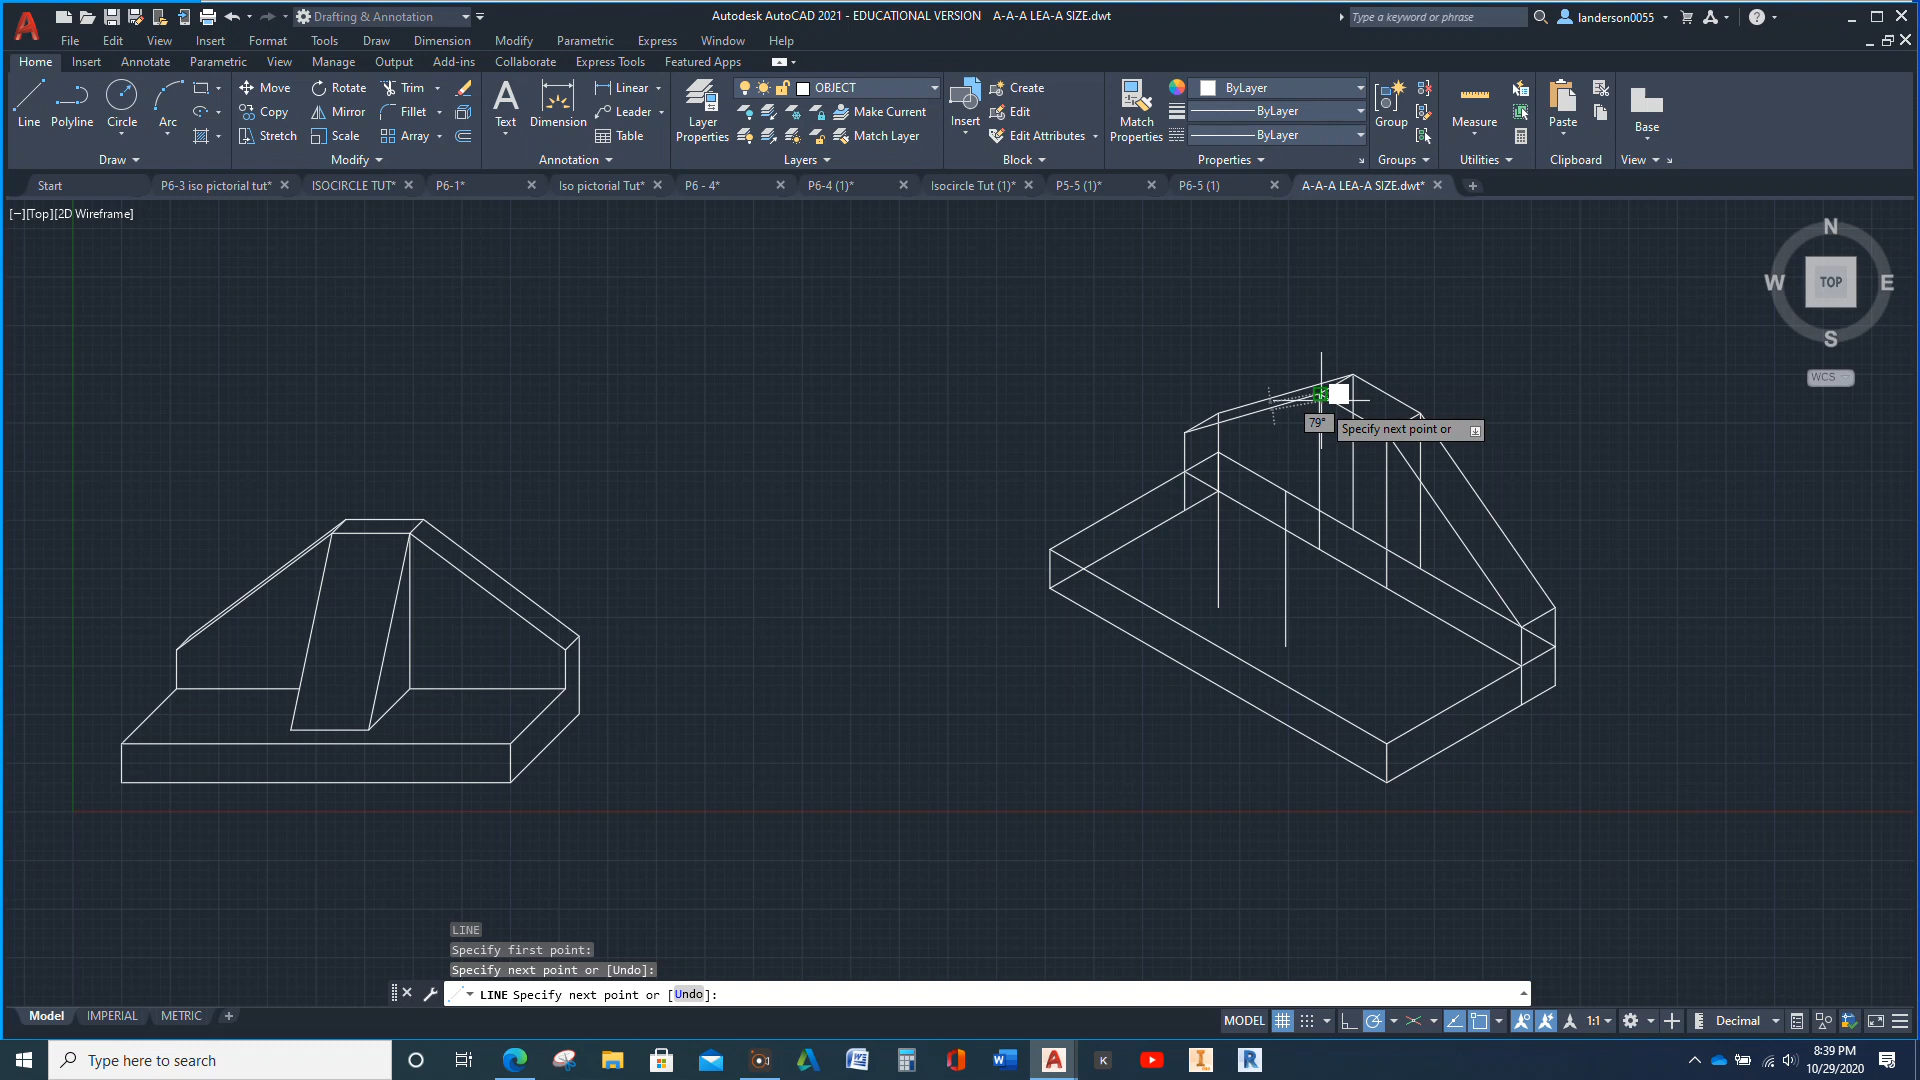 Drafting & Annotation
Autodesk AutoCAD 2021 - EDUCATIONAL VERSION A-A-A LEA-A SIZE.dwt
Type a keyword or phrase
landerson0055
File Edit View Insert Format Tools Draw Dimension Modify Parametric Express Window Help
Home Insert Annotate Parametric View Manage Output Add-ins Collaborate Express Tools Featured Apps
Line Polyline Circle Arc
Draw
Move Rotate Trim
Copy Mirror Fillet
Stretch Scale Array
Modify
Text Dimension
Linear
Leader
Table
Annotation
Layer Properties
OBJECT
Make Current
Match Layer
Layers
Insert
Create
Edit
Edit Attributes
Block
Match Properties
ByLayer
ByLayer
ByLayer
Properties
Group
Groups
Measure
Utilities
Paste
Clipboard
Base
View
Start P6-3 iso pictorial tut* ISOCIRCLE TUT* P6-1* Iso pictorial Tut* P6 - 4* P6-4 (1)* Isocircle Tut (1)* P5-5 (1)* P6-5 (1) A-A-A LEA-A SIZE.dwt*
[−][Top][2D Wireframe]
N
W TOP E
S
WCS
79°
Specify next point or
LINE
Specify first point:
Specify next point or [Undo]:
LINE Specify next point or [Undo]:
Model IMPERIAL METRIC +
MODEL 1:1 Decimal
Type here to search
8:39 PM
10/29/2020